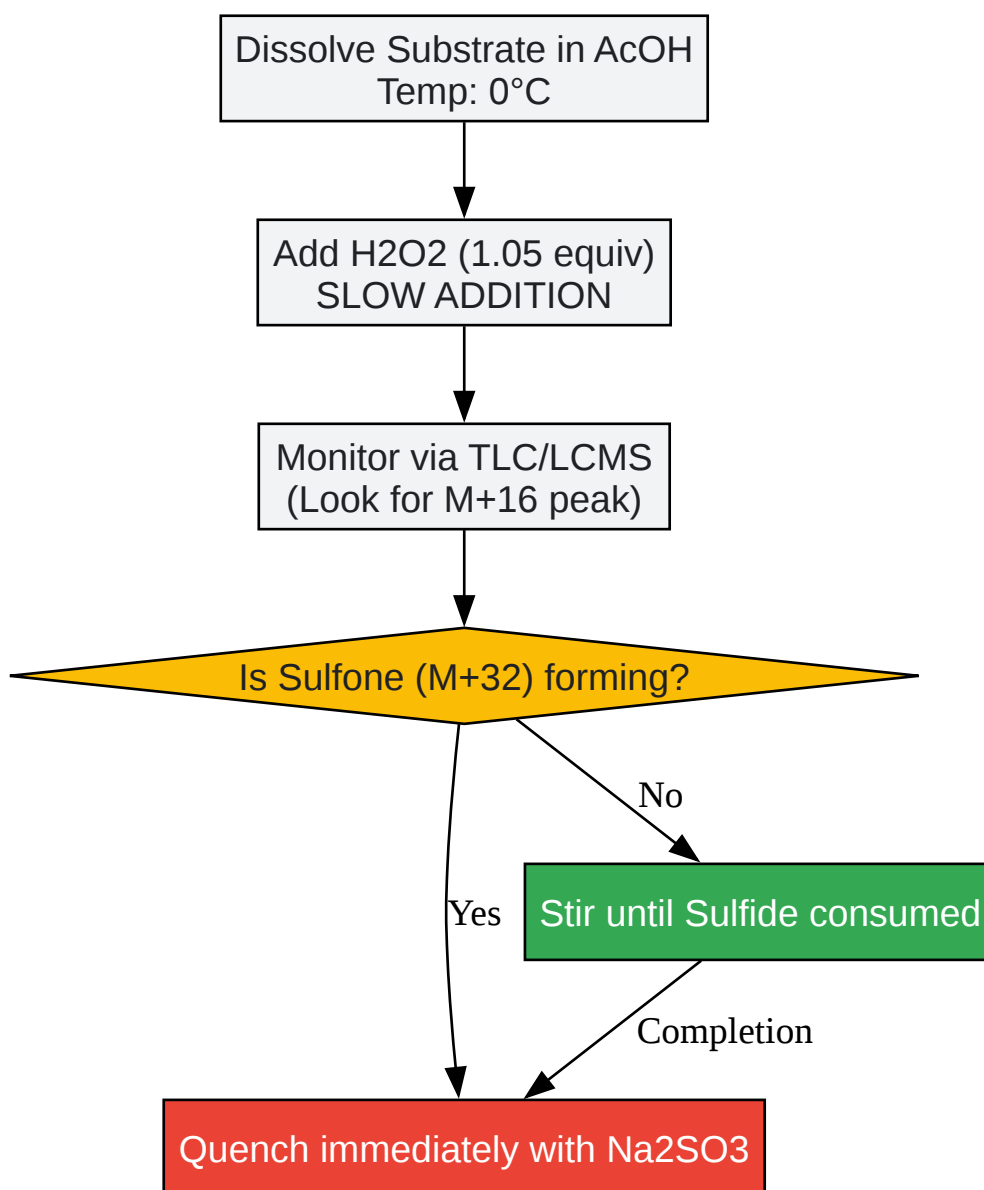 Dissolve Substrate in AcOH
Temp: 0°C
Add H2O2 (1.05 equiv)
SLOW ADDITION
Monitor via TLC/LCMS
(Look for M+16 peak)
Is Sulfone (M+32) forming?
No
Yes
Stir until Sulfide consumed
Completion
Quench immediately with Na2SO3